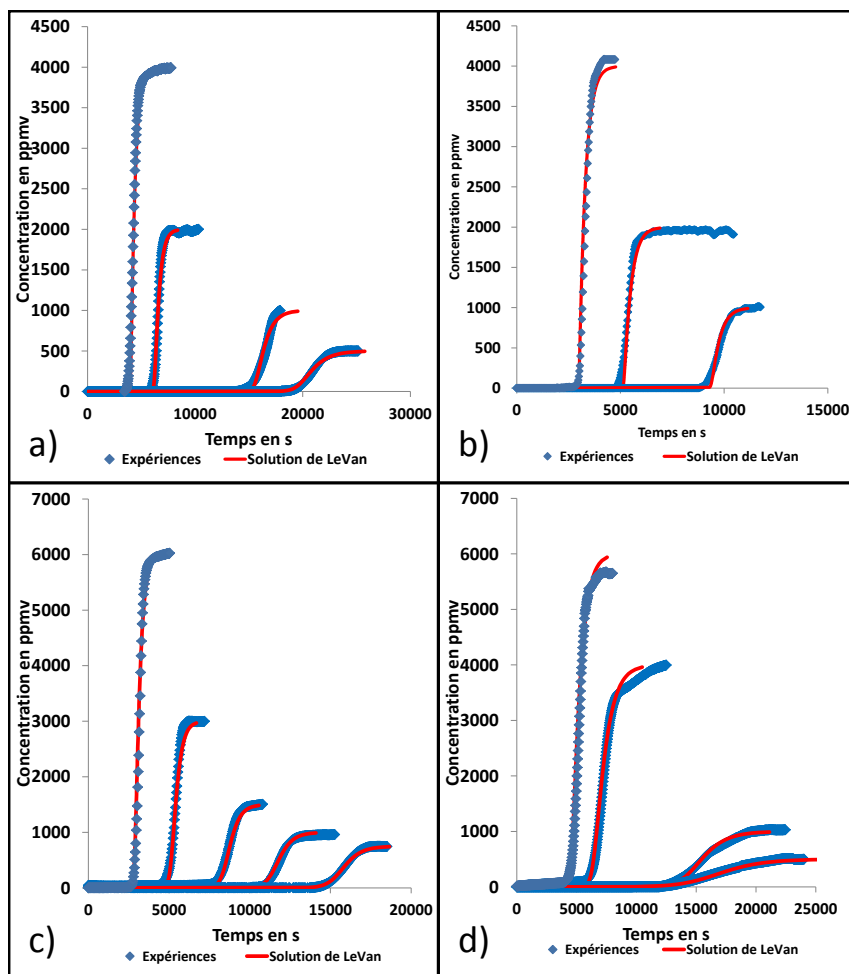 4500
4000
3500
3000
2500
2000
1500
1000
500
0
Concentration en ppmv
0 10000 20000 30000
Temps en s
Expériences Solution de LeVan
a)
4500
4000
3500
3000
2500
2000
1500
1000
500
0
Concentration en ppmv
0 5000 10000 15000
Temps en s
Expériences Solution de LeVan
b)
7000
6000
5000
4000
3000
2000
1000
0
Concentration en ppmv
0 5000 10000 15000 20000
Temps en s
Expériences Solution de LeVan
c)
7000
6000
5000
4000
3000
2000
1000
0
Concentration en ppmv
0 5000 10000 15000 20000 25000
Temps en s
Expériences Solution de LeVan
d)